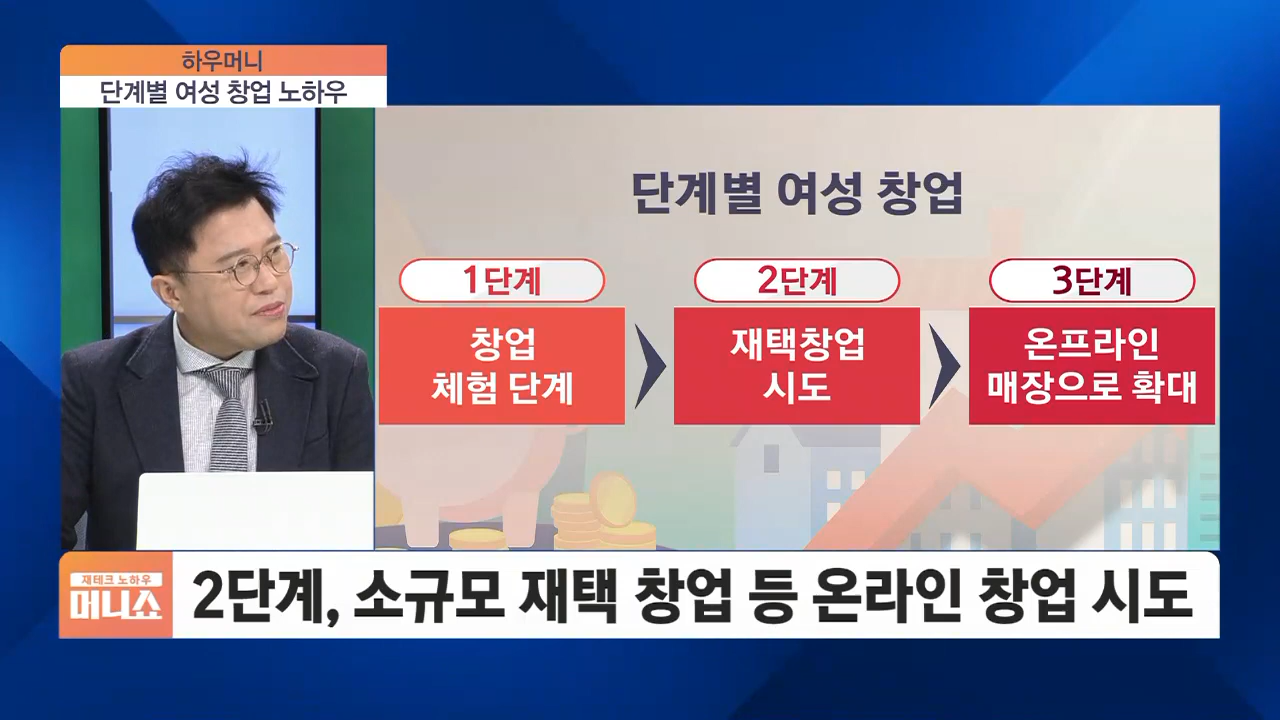 하우머니
단계별 여성 창업 노하우
단계별 여성 창업
1단계
창업
체험 단계
2단계
재택창업
시도
3단계
온프라인
매장으로 확대
재테크 노하우
머니쇼
2단계, 소규모 재택 창업 등 온라인 창업 시도